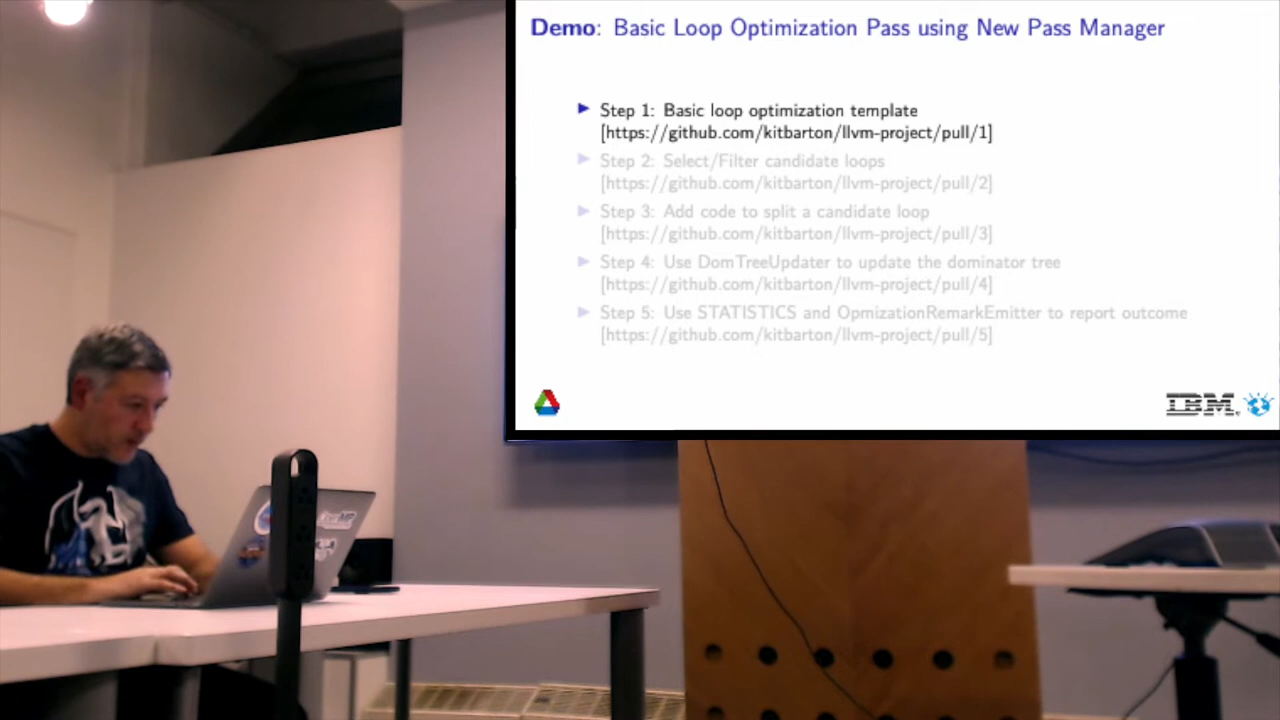 Demo: Basic Loop Optimization Pass using New Pass Manager
Step 1: Basic loop optimization template
[https://github.com/kitbarton/llvm-project/pull/1]
Step 2: Select/Filter candidate loops
[https://github.com/kitbarton/llvm-project/pull/2]
Step 3: Add code to split a candidate loop
[https://github.com/kitbarton/llvm-project/pull/3]
Step 4: Use DomTreeUpdater to update the dominator tree
[https://github.com/kitbarton/llvm-project/pull/4]
Step 5: Use STATISTICS and OpmizationRemarkEmitter to report outcome
[https://github.com/kitbarton/llvm-project/pull/5]
IBM